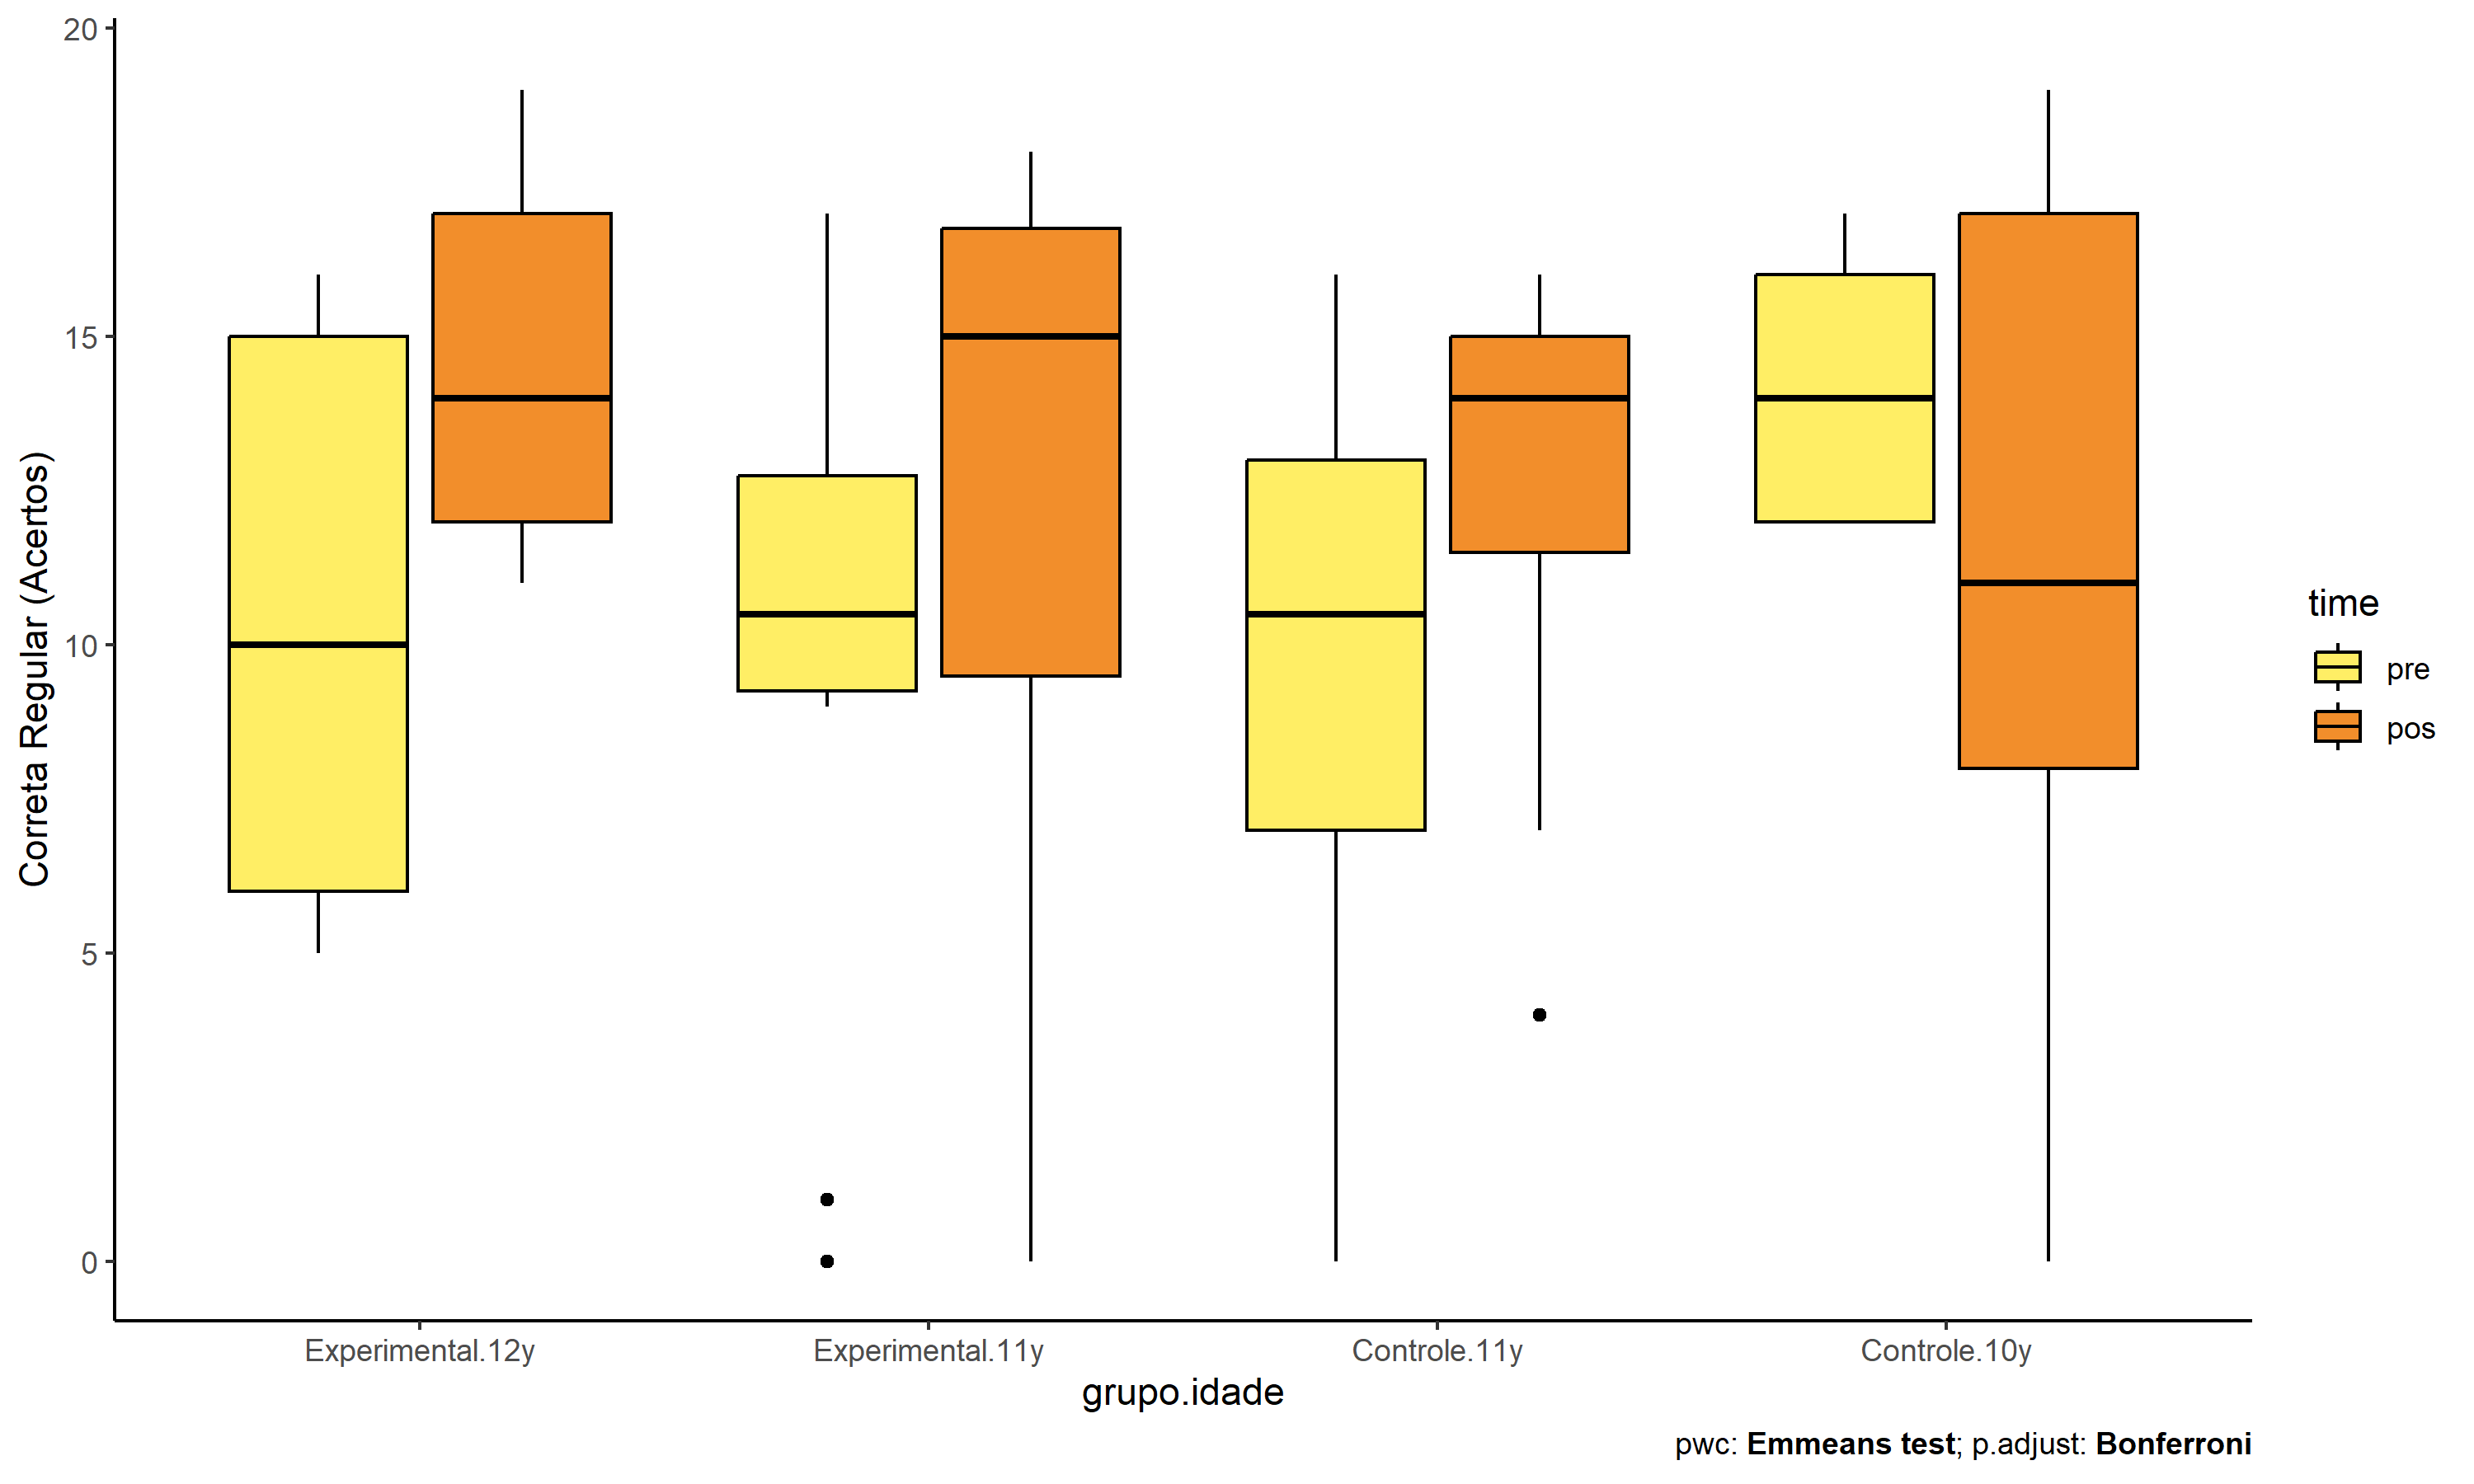 20
15
10
5
0
Correta Regular (Acertos)
Experimental.12y
Experimental.11y
Controle.11y
Controle.10y
grupo.idade
time
pre
pos
pwc: Emmeans test; p.adjust: Bonferroni